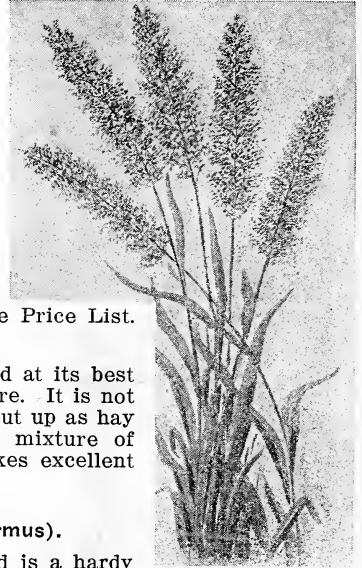 e Price List.
d at its best
re. It is not
ut up as hay
mixture of
kes excellent
rmus).
d is a hardy